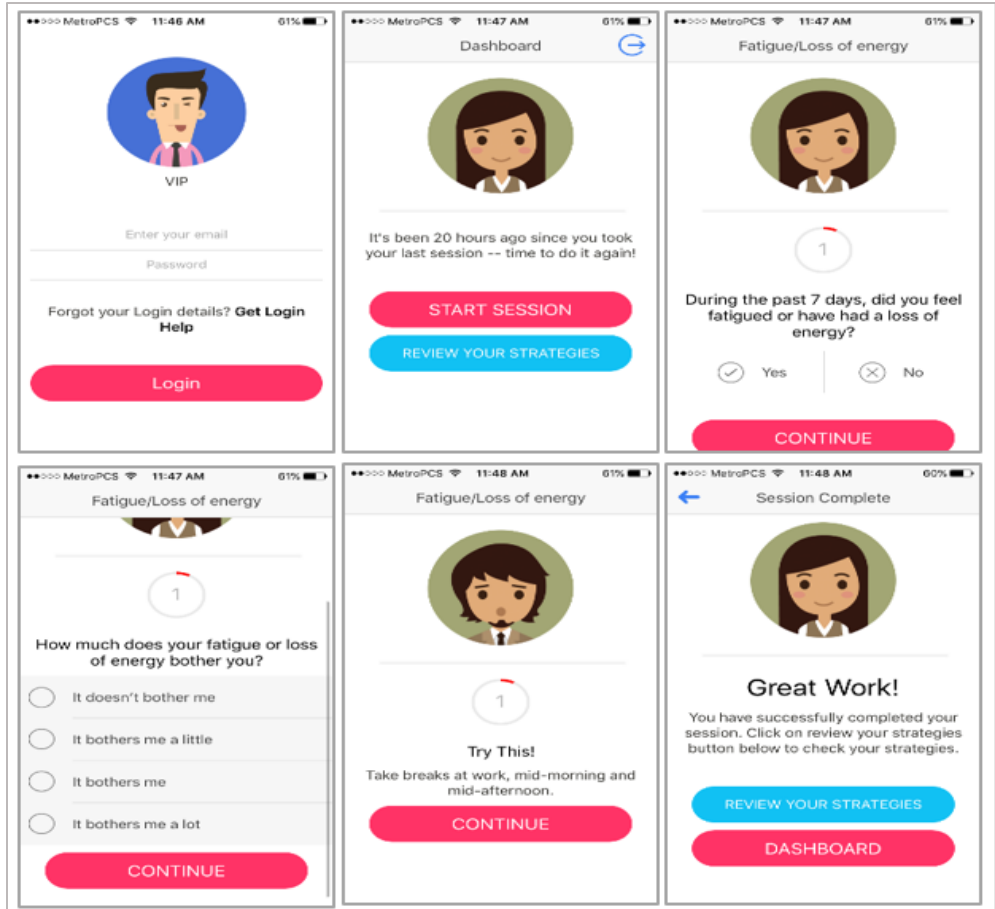 MetroPCS 11:46 AM 61%
VIP
Enter your email
Password
Forgot your Login details? Get Login
Help
Login
MetroPCS 11:47 AM 61%
Dashboard
It's been 20 hours ago since you took
your last session -- time to do it again!
START SESSION
REVIEW YOUR STRATEGIES
MetroPCS 11:47 AM 61%
Fatigue/Loss of energy
1
During the past 7 days, did you feel
fatigued or have had a loss of
energy?
Yes No
CONTINUE
MetroPCS 11:47 AM 61%
Fatigue/Loss of energy
1
How much does your fatigue or loss
of energy bother you?
It doesn't bother me
It bothers me a little
It bothers me
It bothers me a lot
CONTINUE
MetroPCS 11:48 AM 61%
Fatigue/Loss of energy
1
Try This!
Take breaks at work, mid-morning and
mid-afternoon.
CONTINUE
MetroPCS 11:48 AM 60%
Session Complete
Great Work!
You have successfully completed your
session. Click on review your strategies
button below to check your strategies.
REVIEW YOUR STRATEGIES
DASHBOARD